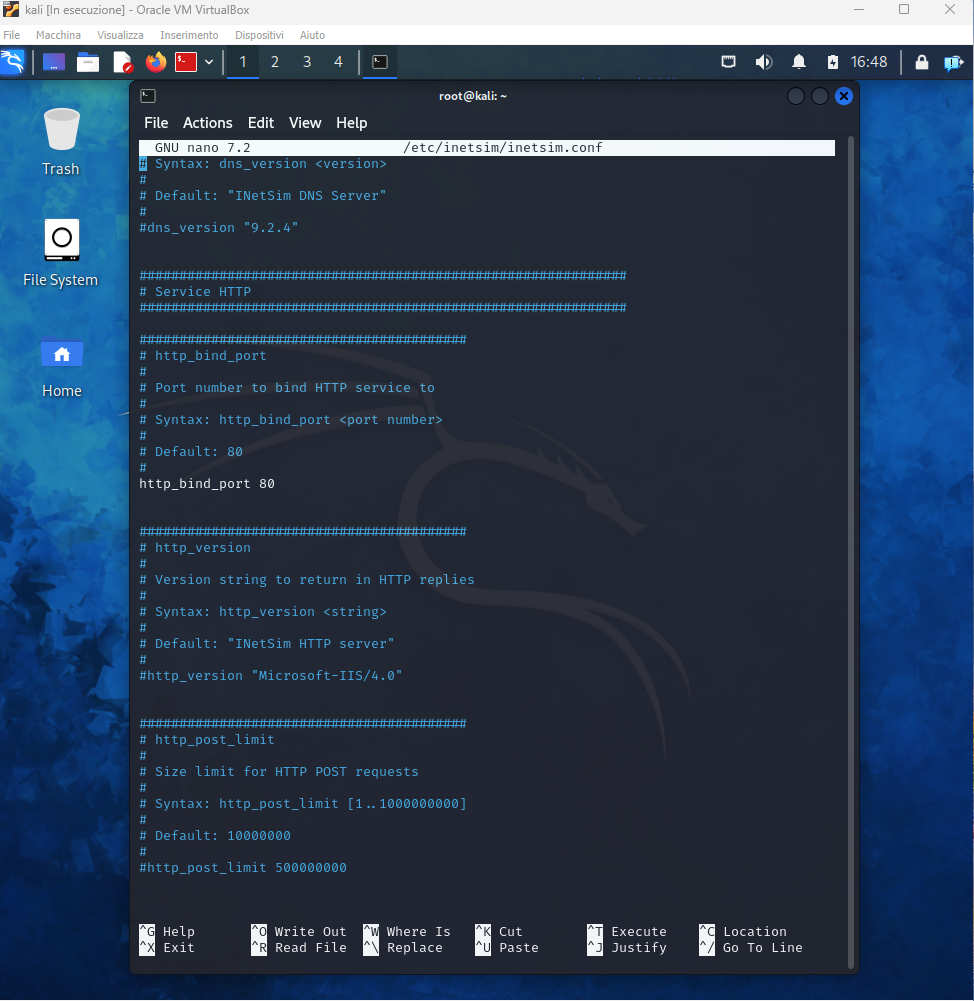 kali [In esecuzione] - Oracle VM VirtualBox
File Macchina Visualizza Inserimento Dispositivi Aiuto
1 2 3 4 16:48
root@kali: ~
File Actions Edit View Help
GNU nano 7.2 /etc/inetsim/inetsim.conf
# Syntax: dns_version <version>
#
# Default: "INetSim DNS Server"
#
#dns_version "9.2.4"
#############################################################
# Service HTTP
#############################################################
#########################################
# http_bind_port
#
# Port number to bind HTTP service to
#
# Syntax: http_bind_port <port number>
#
# Default: 80
#
http_bind_port 80
#########################################
# http_version
#
# Version string to return in HTTP replies
#
# Syntax: http_version <string>
#
# Default: "INetSim HTTP server"
#
#http_version "Microsoft-IIS/4.0"
#########################################
# http_post_limit
#
# Size limit for HTTP POST requests
#
# Syntax: http_post_limit [1..1000000000]
#
# Default: 10000000
#
#http_post_limit 500000000
^G Help ^O Write Out ^W Where Is ^K Cut ^T Execute ^C Location
^X Exit ^R Read File ^\ Replace ^U Paste ^J Justify ^/ Go To Line
Trash
File System
Home